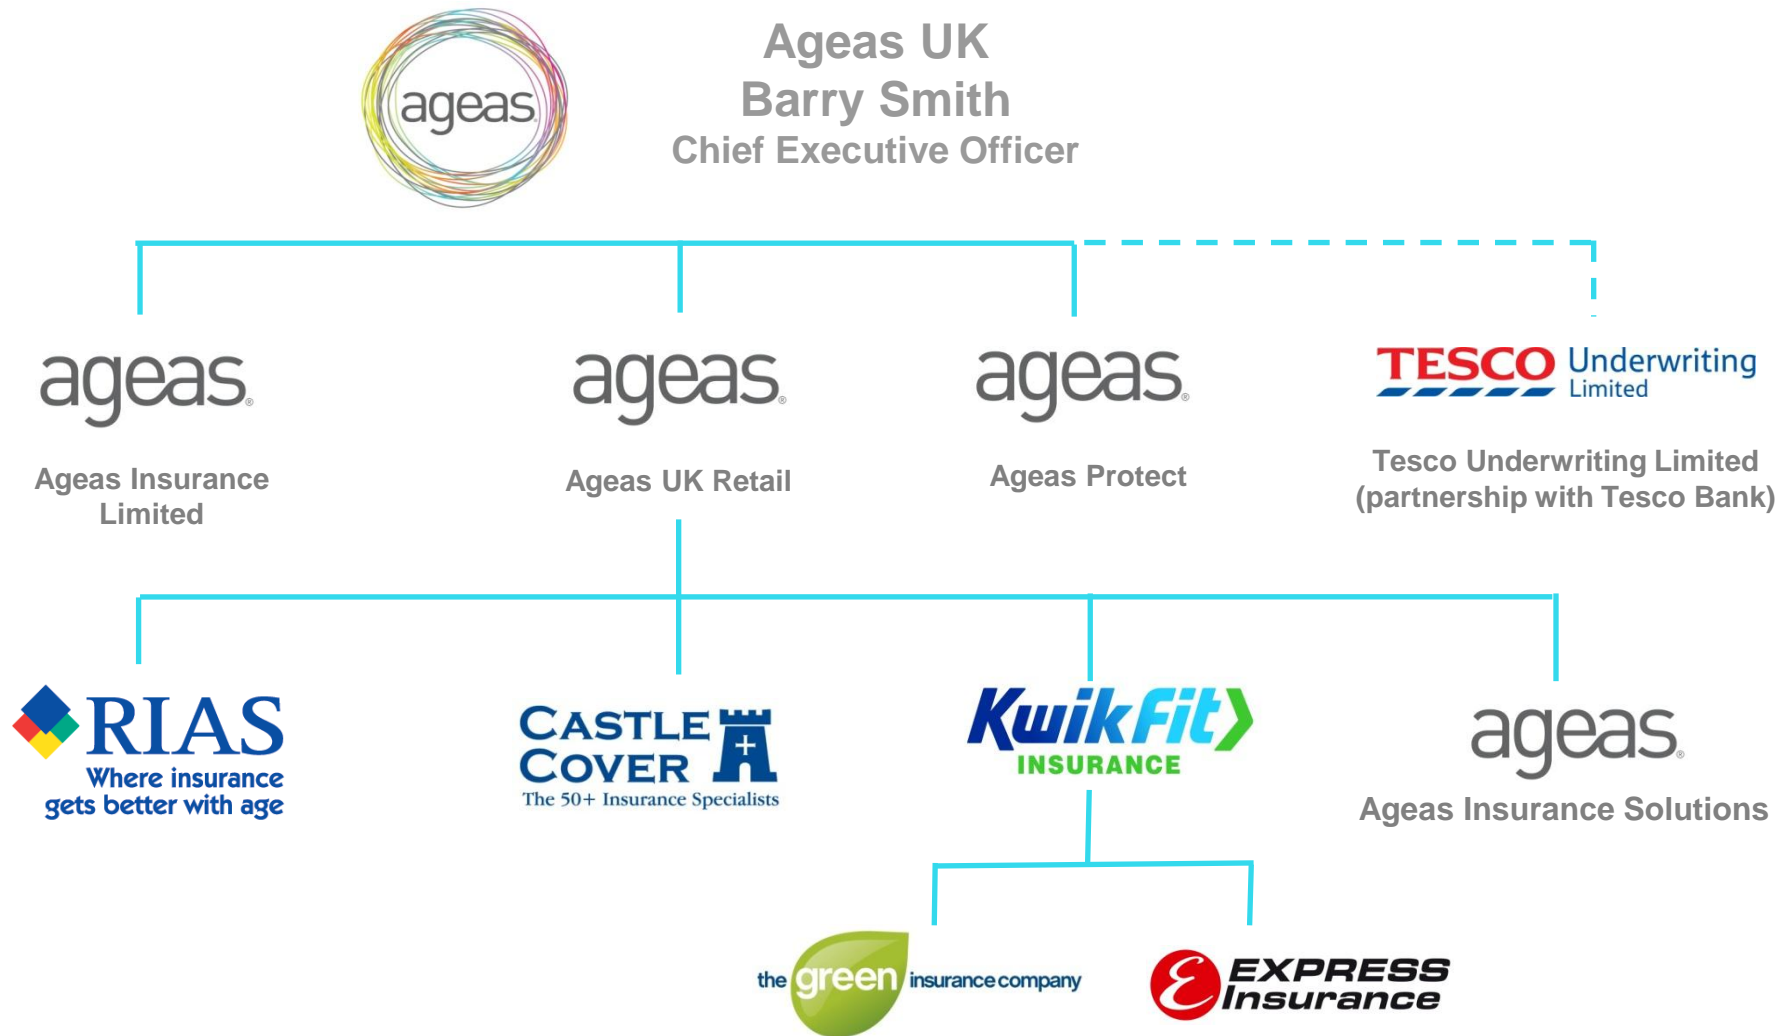 ageas
Ageas UK
Barry Smith
Chief Executive Officer
ageas®
ageas®
ageas®
TESCO Underwriting
Limited
Ageas Insurance
Limited
Ageas UK Retail
Ageas Protect
Tesco Underwriting Limited
(partnership with Tesco Bank)
RIAS
Where insurance
gets better with age
CASTLE
COVER
The 50+ Insurance Specialists
KwikFit
INSURANCE
ageas®
Ageas Insurance Solutions
the green insurance company
E EXPRESS
Insurance